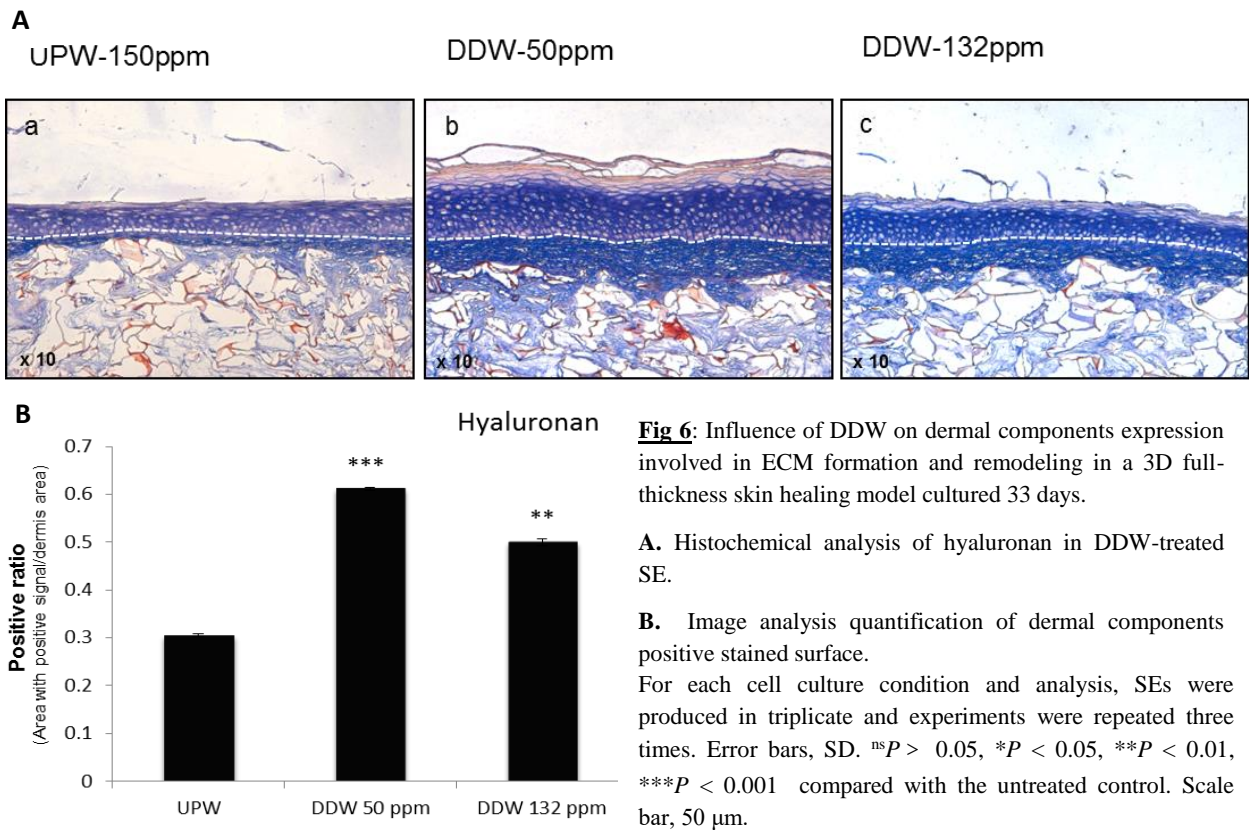 A
UPW-150ppm
DDW-50ppm
DDW-132ppm
a
b
c
x 10
x 10
x 10
B
Hyaluronan
Positive ratio
(Area with positive signal/dermis area)
0.7
0.6
0.5
0.4
0.3
0.2
0.1
0
***
**
UPW
DDW 50 ppm
DDW 132 ppm
Fig 6: Influence of DDW on dermal components expression
involved in ECM formation and remodeling in a 3D full-
thickness skin healing model cultured 33 days.
A. Histochemical analysis of hyaluronan in DDW-treated
SE.
B. Image analysis quantification of dermal components
positive stained surface.
For each cell culture condition and analysis, SEs were
produced in triplicate and experiments were repeated three
times. Error bars, SD. nsP > 0.05, *P < 0.05, **P < 0.01,
***P < 0.001 compared with the untreated control. Scale
bar, 50 μm.